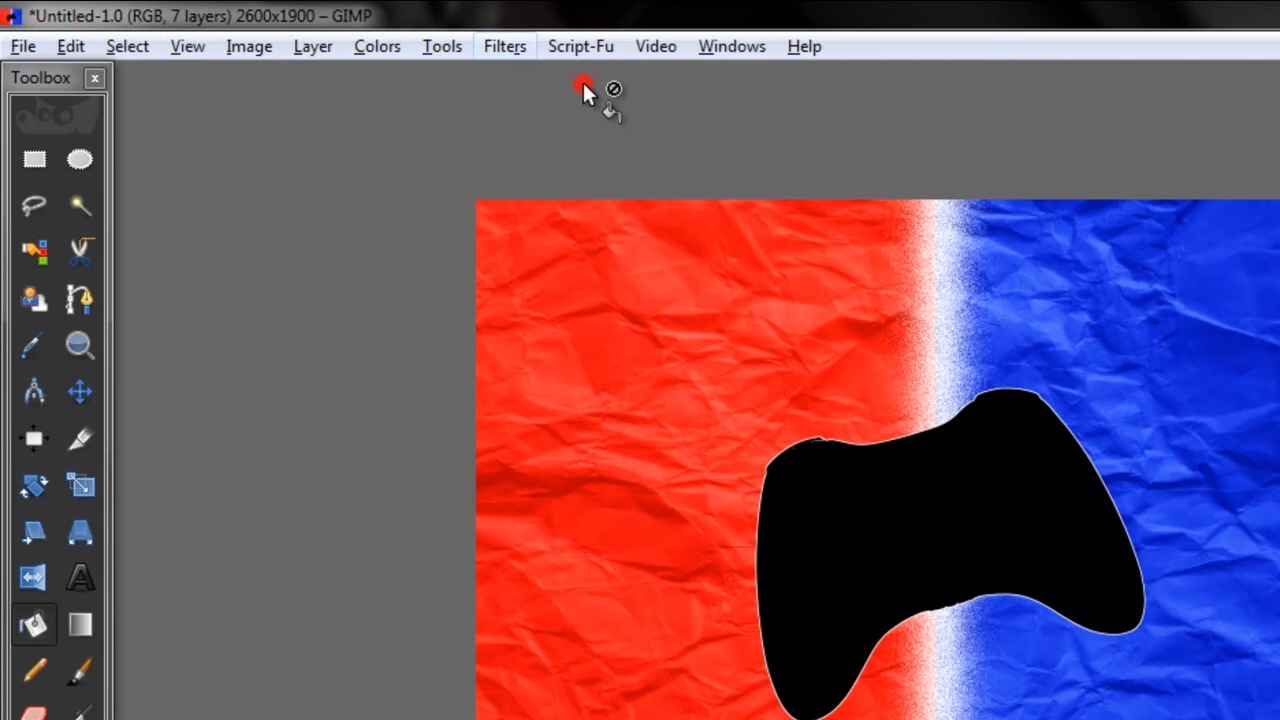 *Untitled-1.0 (RGB, 7 layers) 2600x1900 – GIMP
File Edit Select View Image Layer Colors Tools Filters Script-Fu Video Windows Help
Toolbox